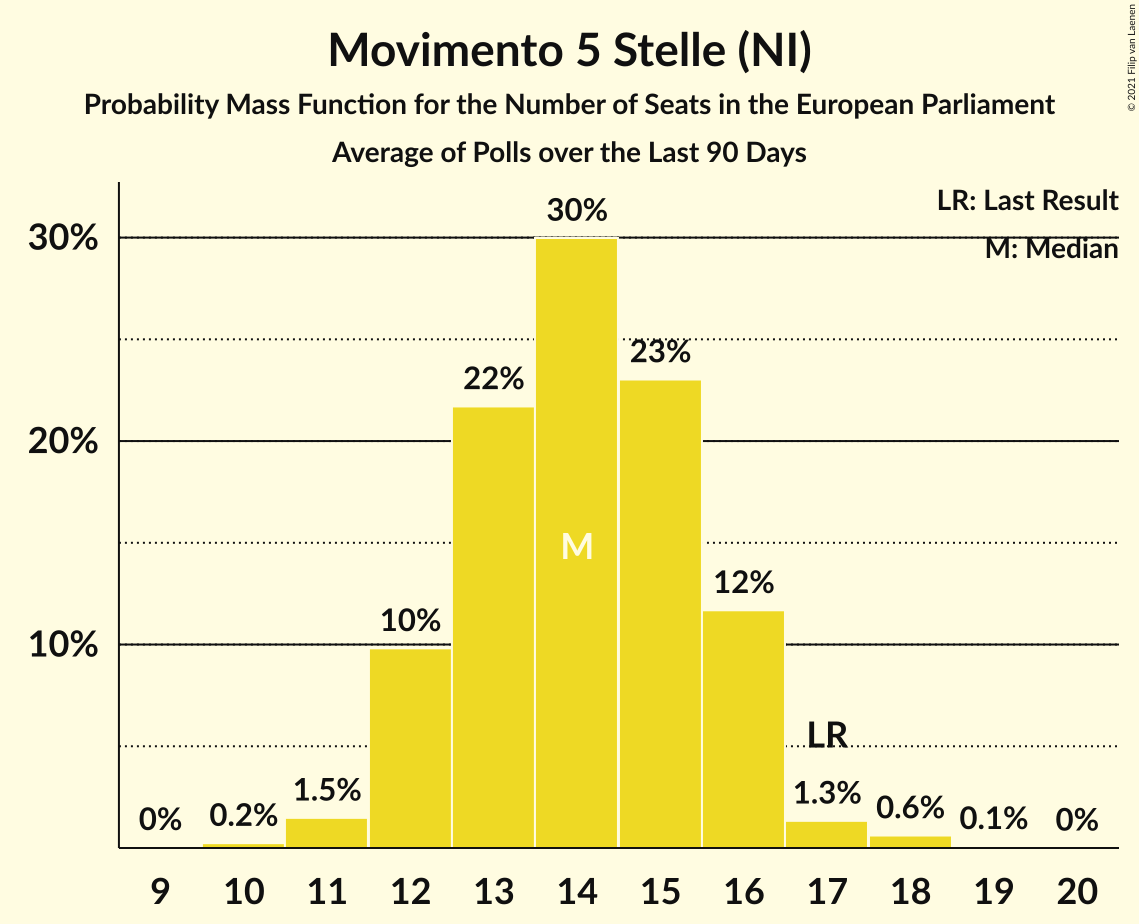 Movimento 5 Stelle (NI)
Probability Mass Function for the Number of Seats in the European Parliament
Average of Polls over the Last 90 Days
© 2021 Filip van Laenen
LR: Last Result
M: Median
30%
20%
10%
0%
0.2%
1.5%
10%
22%
30%
23%
12%
1.3%
0.6%
0.1%
0%
M
LR
9 10 11 12 13 14 15 16 17 18 19 20